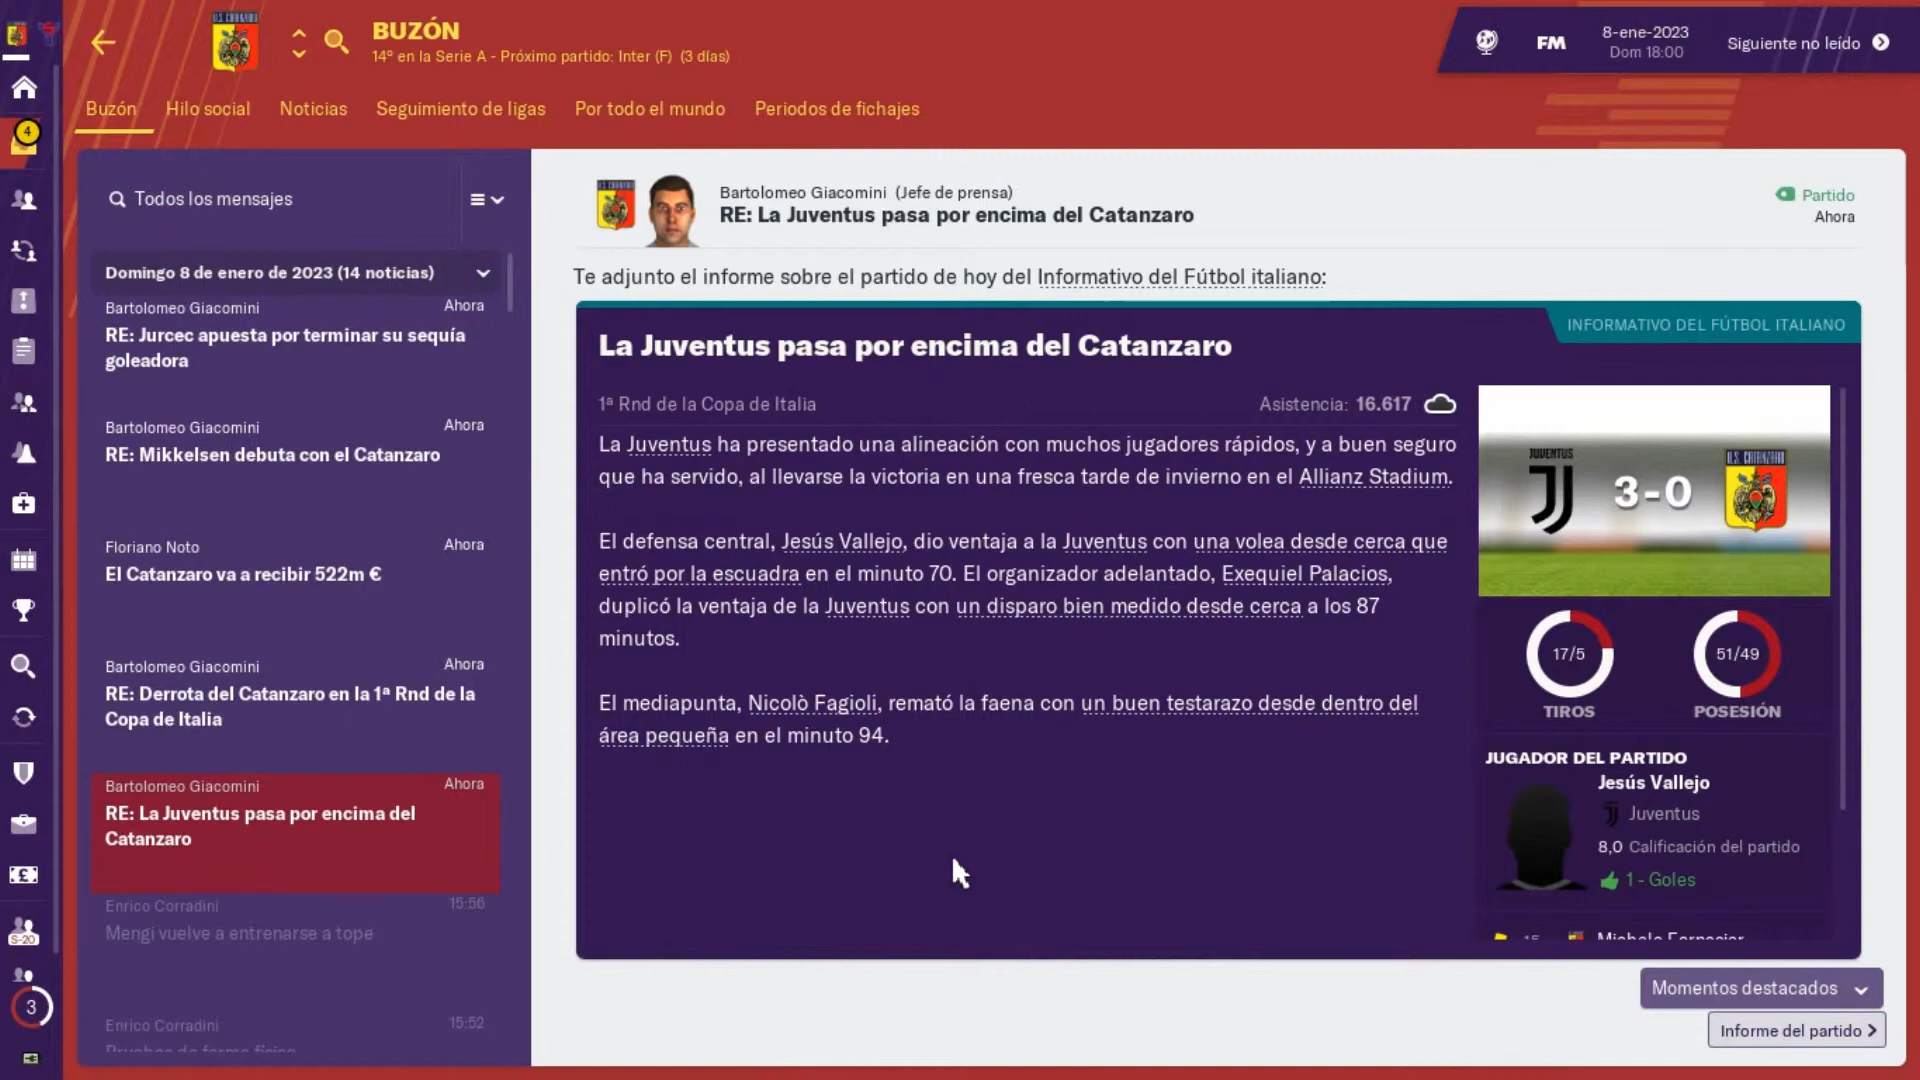 BUZÓN
14º en la Serie A - Próximo partido: Inter (F) (3 días)
FM
8-ene-2023
Dom 18:00
Siguiente no leído
Buzón Hilo social Noticias Seguimiento de ligas Por todo el mundo Periodos de fichajes
4
Todos los mensajes
Domingo 8 de enero de 2023 (14 noticias)
Bartolomeo Giacomini Ahora
RE: Jurcec apuesta por terminar su sequía
goleadora
Bartolomeo Giacomini Ahora
RE: Mikkelsen debuta con el Catanzaro
Floriano Noto Ahora
El Catanzaro va a recibir 522m €
Bartolomeo Giacomini Ahora
RE: Derrota del Catanzaro en la 1ª Rnd de la
Copa de Italia
Bartolomeo Giacomini Ahora
RE: La Juventus pasa por encima del
Catanzaro
Enrico Corradini 15:56
Mengi vuelve a entrenarse a tope
Enrico Corradini 15:52
Pruebas de forma física
S-20
3
Bartolomeo Giacomini (Jefe de prensa)
RE: La Juventus pasa por encima del Catanzaro
Partido
Ahora
Te adjunto el informe sobre el partido de hoy del Informativo del Fútbol italiano:
INFORMATIVO DEL FÚTBOL ITALIANO
La Juventus pasa por encima del Catanzaro
1ª Rnd de la Copa de Italia
Asistencia: 16.617
La Juventus ha presentado una alineación con muchos jugadores rápidos, y a buen seguro
que ha servido, al llevarse la victoria en una fresca tarde de invierno en el Allianz Stadium.
El defensa central, Jesús Vallejo, dio ventaja a la Juventus con una volea desde cerca que
entró por la escuadra en el minuto 70. El organizador adelantado, Exequiel Palacios,
duplicó la ventaja de la Juventus con un disparo bien medido desde cerca a los 87
minutos.
El mediapunta, Nicolò Fagioli, remató la faena con un buen testarazo desde dentro del
área pequeña en el minuto 94.
JUVENTUS
3-0
U.S. CATANZARO
17/5
51/49
TIROS
POSESIÓN
JUGADOR DEL PARTIDO
Jesús Vallejo
Juventus
8,0 Calificación del partido
1 - Goles
Momentos destacados
Informe del partido